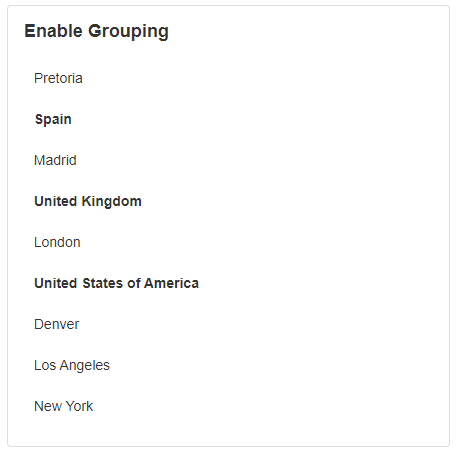 Enable Grouping
Pretoria
Spain
Madrid
United Kingdom
London
United States of America
Denver
Los Angeles
New York